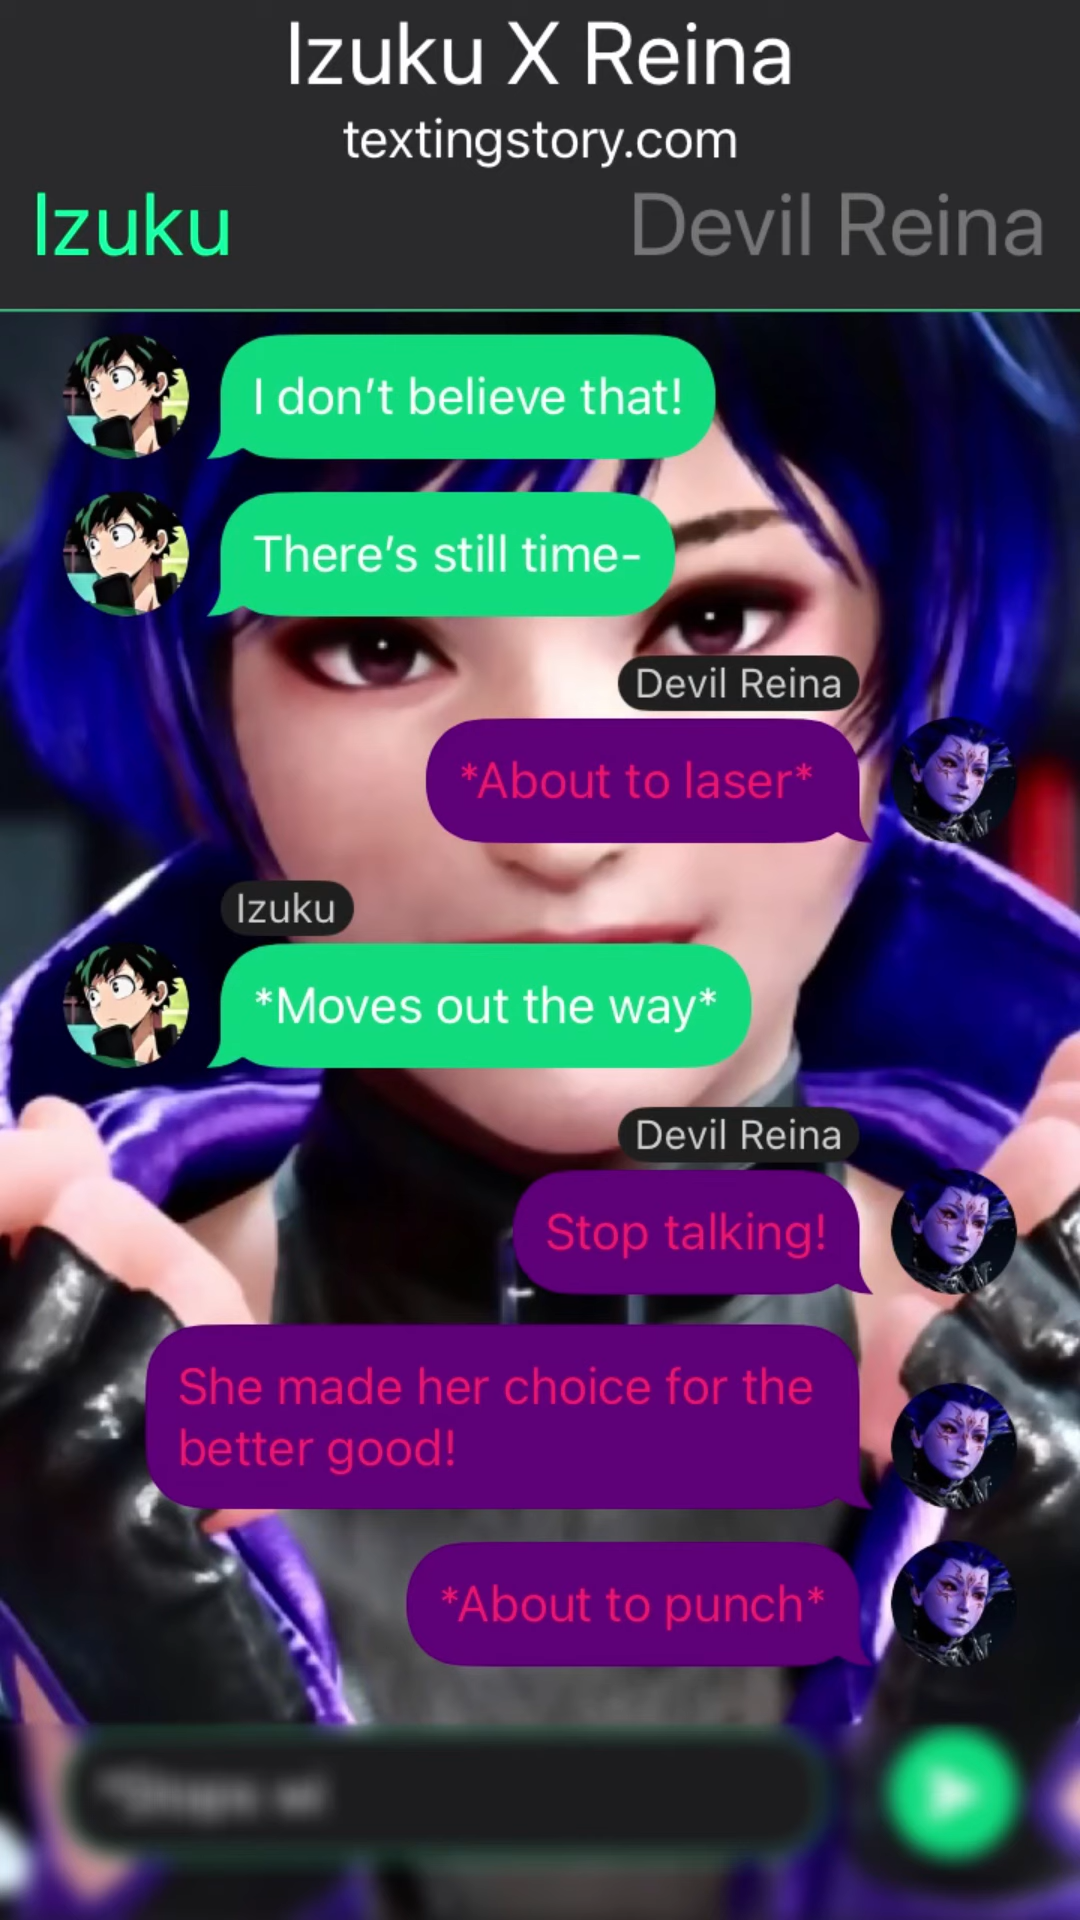 Izuku X Reina
textingstory.com
Izuku
Devil Reina
I don't believe that!
There's still time-
Devil Reina
*About to laser*
Izuku
*Moves out the way*
Devil Reina
Stop talking!
She made her choice for the
better good!
*About to punch*